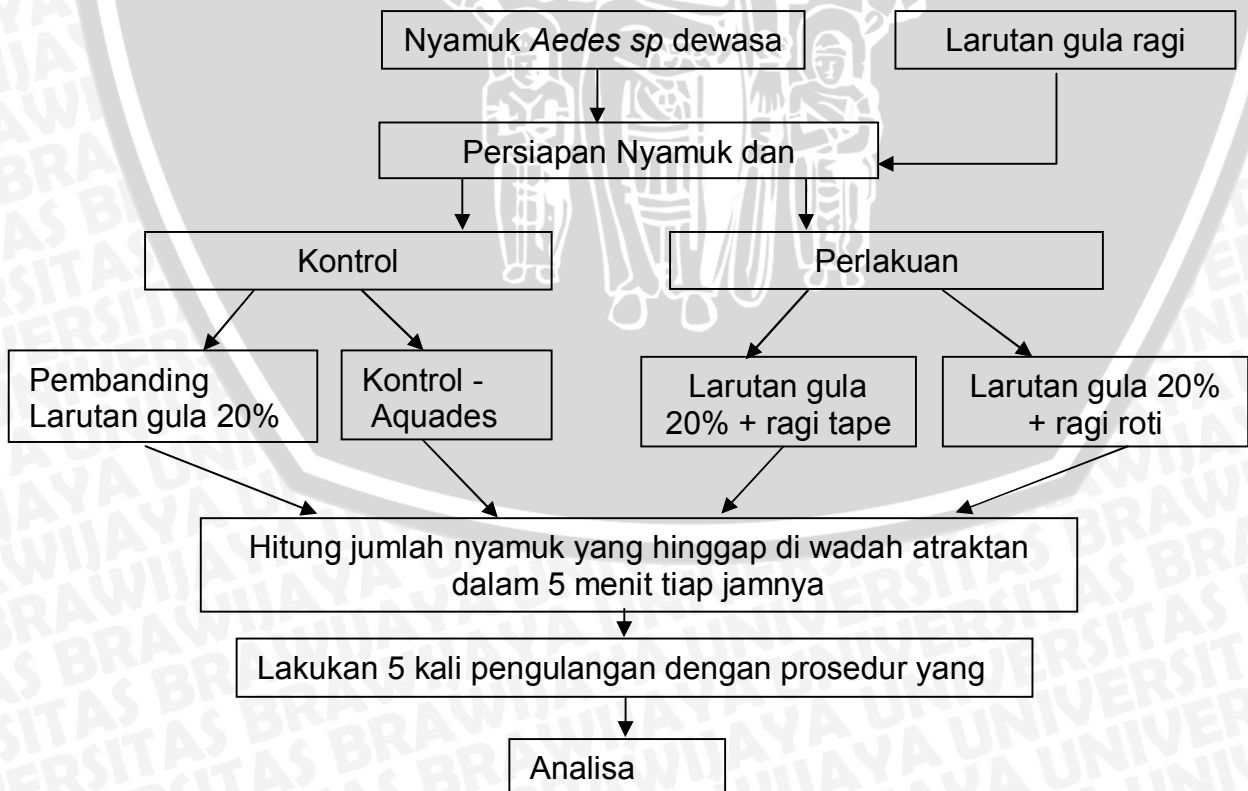 Nyamuk Aedes sp dewasa
Larutan gula ragi
Persiapan Nyamuk dan
Kontrol
Perlakuan
Pembanding
Larutan gula 20%
Kontrol -
Aquades
Larutan gula
20% + ragi tape
Larutan gula 20%
+ ragi roti
Hitung jumlah nyamuk yang hinggap di wadah atraktan
dalam 5 menit tiap jamnya
Lakukan 5 kali pengulangan dengan prosedur yang
Analisa